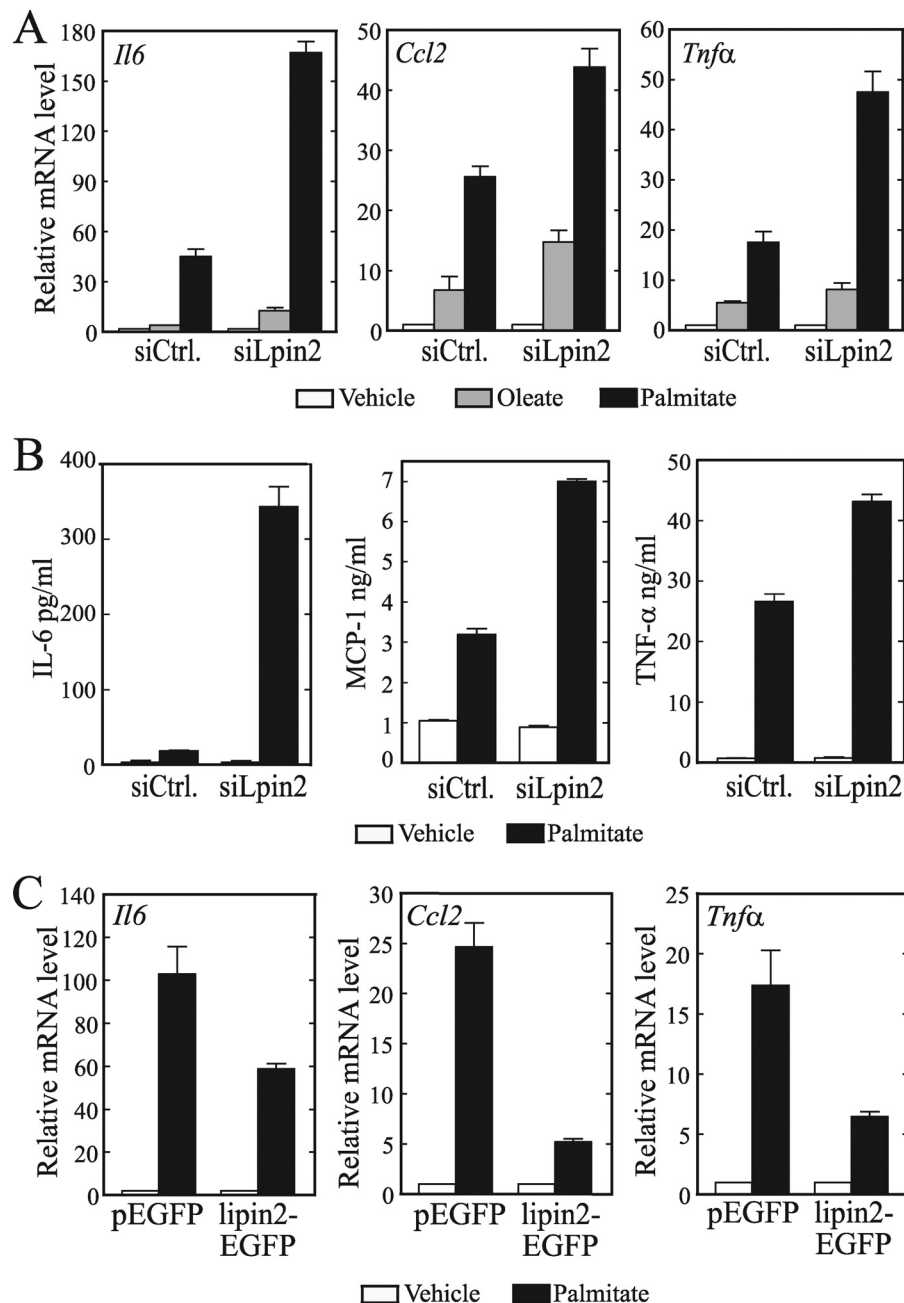 A
Relative mRNA level
Il6
180
150
120
90
60
30
0
siCtrl. siLpin2
Ccl2
50
40
30
20
10
0
siCtrl. siLpin2
Tnfα
60
50
40
30
20
10
0
siCtrl. siLpin2
Vehicle Oleate Palmitate
B
IL-6 pg/ml
400
300
200
100
0
siCtrl. siLpin2
MCP-1 ng/ml
7
6
5
4
3
2
1
0
siCtrl. siLpin2
TNF-α ng/ml
50
40
30
20
10
0
siCtrl. siLpin2
Vehicle Palmitate
C
Relative mRNA level
Il6
140
120
100
80
60
40
20
0
pEGFP lipin2-
EGFP
Relative mRNA level
Ccl2
30
25
20
15
10
5
0
pEGFP lipin2-
EGFP
Relative mRNA level
Tnfα
25
20
15
10
5
0
pEGFP lipin2-
EGFP
Vehicle Palmitate